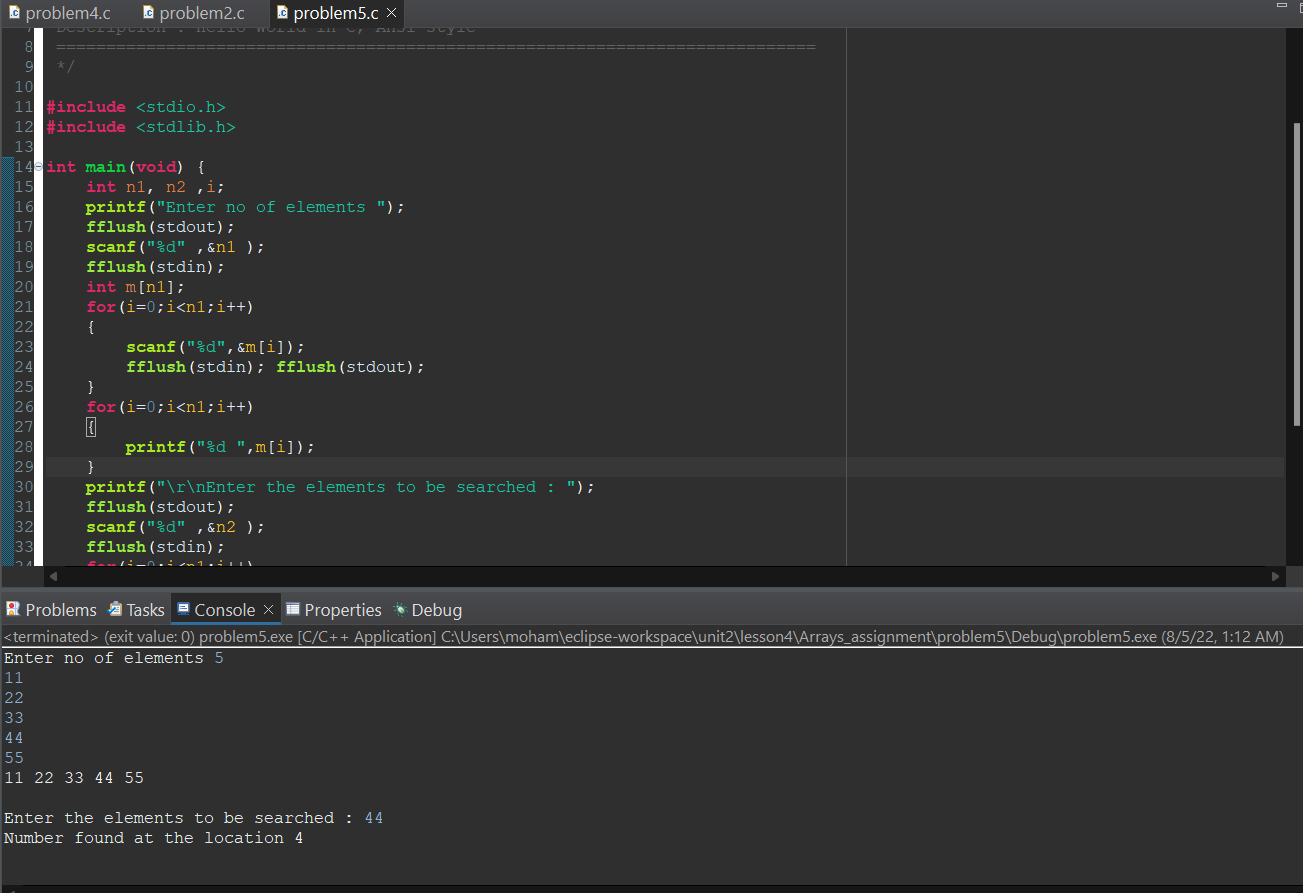 problem4.c problem2.c problem5.c
7 Description : Hello World in C, Ansi-style
8 ============================================================================
9 */
10
11 #include <stdio.h>
12 #include <stdlib.h>
13
14 int main(void) {
15 int n1, n2 ,i;
16 printf("Enter no of elements ");
17 fflush(stdout);
18 scanf("%d" ,&n1 );
19 fflush(stdin);
20 int m[n1];
21 for(i=0;i<n1;i++)
22 {
23 scanf("%d",&m[i]);
24 fflush(stdin); fflush(stdout);
25 }
26 for(i=0;i<n1;i++)
27 {
28 printf("%d ",m[i]);
29 }
30 printf("\r\nEnter the elements to be searched : ");
31 fflush(stdout);
32 scanf("%d" ,&n2 );
33 fflush(stdin);
34 for(i=0;i<n1;i++)
Problems Tasks Console Properties Debug
<terminated> (exit value: 0) problem5.exe [C/C++ Application] C:\Users\moham\eclipse-workspace\unit2\lesson4\Arrays_assignment\problem5\Debug\problem5.exe (8/5/22, 1:12 AM)
Enter no of elements 5
11
22
33
44
55
11 22 33 44 55
Enter the elements to be searched : 44
Number found at the location 4